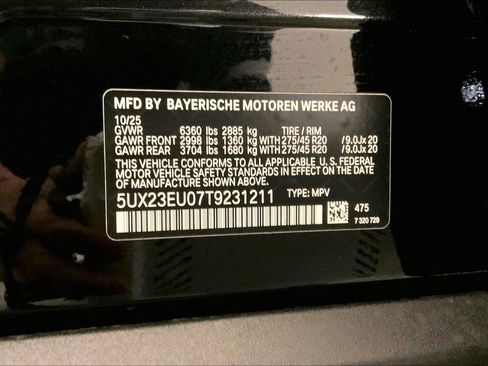 MFD BY BAYERISCHE MOTOREN WERKE AG
10/25
GVWR 6360 lbs 2885 kg TIRE / RIM
GAWR FRONT 2998 lbs 1360 kg WITH 275/45 R20 /9.0Jx 20
GAWR REAR 3704 lbs 1680 kg WITH 275/45 R20 /9.0Jx 20
THIS VEHICLE CONFORMS TO ALL APPLICABLE U. S. FEDERAL
MOTOR VEHICLE SAFETY STANDARDS IN EFFECT ON THE
DATE OF MANUFACTURE SHOWN ABOVE.
5UX23EU07T9231211 TYPE: MPV
475
7 320 729